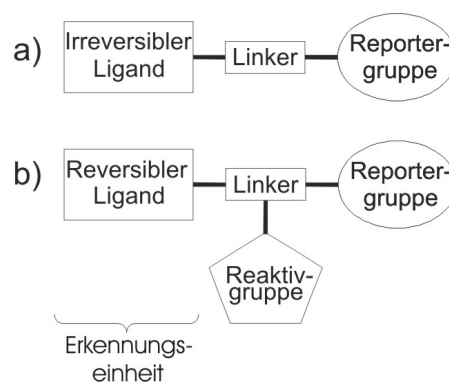 a)
Irreversibler
Ligand
Linker
Reporter-
gruppe
b)
Reversibler
Ligand
Linker
Reporter-
gruppe
Reaktiv-
gruppe
Erkennungs-
einheit